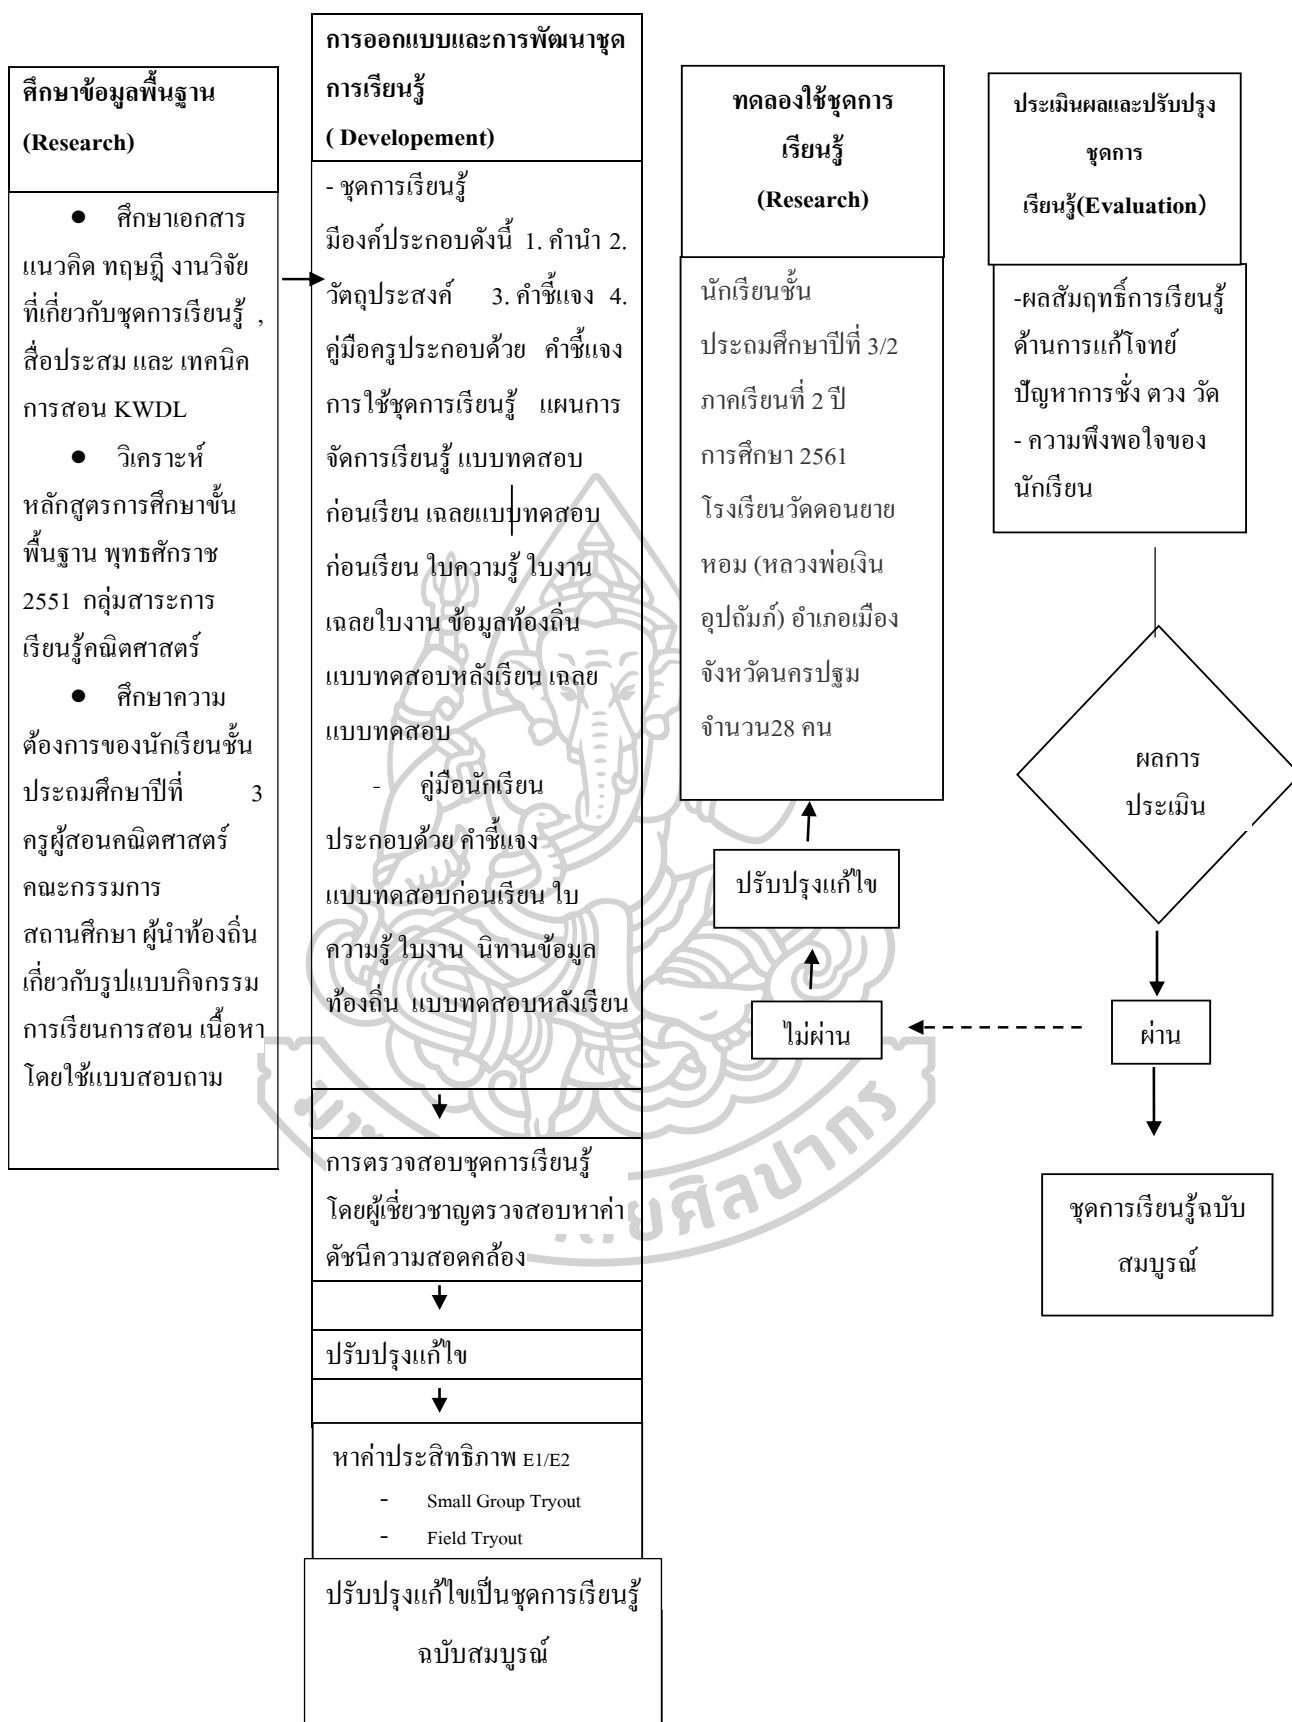 ศึกษาข้อมูลพื้นฐาน
(Research)
● ศึกษาเอกสาร
แนวคิด ทฤษฎี งานวิจัย
ที่เกี่ยวกับชุดการเรียนรู้ ,
สื่อประสม และ เทคนิค
การสอน KWDL
● วิเคราะห์
หลักสูตรการศึกษาขั้น
พื้นฐาน พุทธศักราช
2551 กลุ่มสาระการ
เรียนรู้คณิตศาสตร์
● ศึกษาความ
ต้องการของนักเรียนชั้น
ประถมศึกษาปีที่ 3
ครูผู้สอนคณิตศาสตร์
คณะกรรมการ
สถานศึกษา ผู้นำท้องถิ่น
เกี่ยวกับรูปแบบกิจกรรม
การเรียนการสอน เนื้อหา
โดยใช้แบบสอบถาม
การออกแบบและการพัฒนาชุด
การเรียนรู้
( Developement)
- ชุดการเรียนรู้
มีองค์ประกอบดังนี้ 1. คำนำ 2.
วัตถุประสงค์ 3. คำชี้แจง 4.
คู่มือครูประกอบด้วย คำชี้แจง
การใช้ชุดการเรียนรู้ แผนการ
จัดการเรียนรู้ แบบทดสอบ
ก่อนเรียน เฉลยแบบทดสอบ
ก่อนเรียน ใบความรู้ ใบงาน
เฉลยใบงาน ข้อมูลท้องถิ่น
แบบทดสอบหลังเรียน เฉลย
แบบทดสอบ
- คู่มือนักเรียน
ประกอบด้วย คำชี้แจง
แบบทดสอบก่อนเรียน ใบ
ความรู้ ใบงาน นิทานข้อมูล
ท้องถิ่น แบบทดสอบหลังเรียน
การตรวจสอบชุดการเรียนรู้
โดยผู้เชี่ยวชาญตรวจสอบหาค่า
ดัชนีความสอดคล้อง
ปรับปรุงแก้ไข
หาค่าประสิทธิภาพ E1/E2
- Small Group Tryout
- Field Tryout
ปรับปรุงแก้ไขเป็นชุดการเรียนรู้
ฉบับสมบูรณ์
ทดลองใช้ชุดการ
เรียนรู้
(Research)
นักเรียนชั้น
ประถมศึกษาปีที่ 3/2
ภาคเรียนที่ 2 ปี
การศึกษา 2561
โรงเรียนวัดดอนยาย
หอม (หลวงพ่อเงิน
อุปถัมภ์) อำเภอเมือง
จังหวัดนครปฐม
จำนวน28 คน
ปรับปรุงแก้ไข
ไม่ผ่าน
ประเมินผลและปรับปรุง
ชุดการ
เรียนรู้(Evaluation)
-ผลสัมฤทธิ์การเรียนรู้
ด้านการแก้โจทย์
ปัญหาการชั่ง ตวง วัด
- ความพึงพอใจของ
นักเรียน
ผลการ
ประเมิน
ผ่าน
ชุดการเรียนรู้ฉบับ
สมบูรณ์
ยศิลปากร